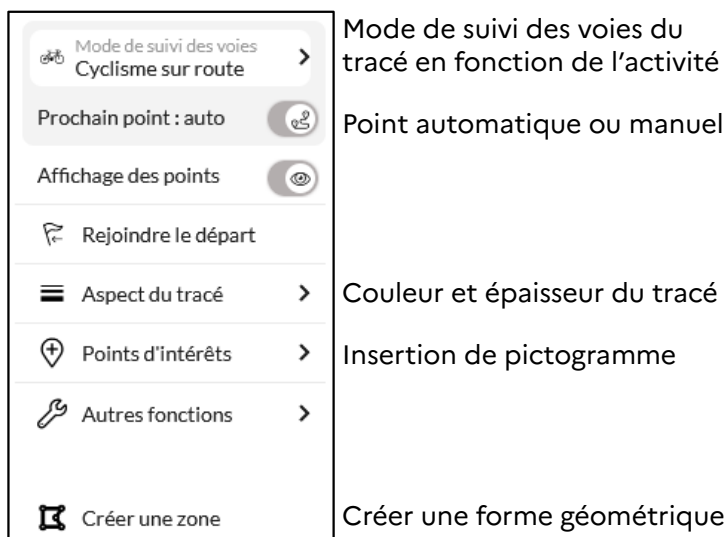 Mode de suivi des voies
Cyclisme sur route
Mode de suivi des voies du
tracé en fonction de l'activité
Prochain point : auto
Point automatique ou manuel
Affichage des points
Rejoindre le départ
Aspect du tracé
Couleur et épaisseur du tracé
Points d'intérêts
Insertion de pictogramme
Autres fonctions
Créer une zone
Créer une forme géométrique